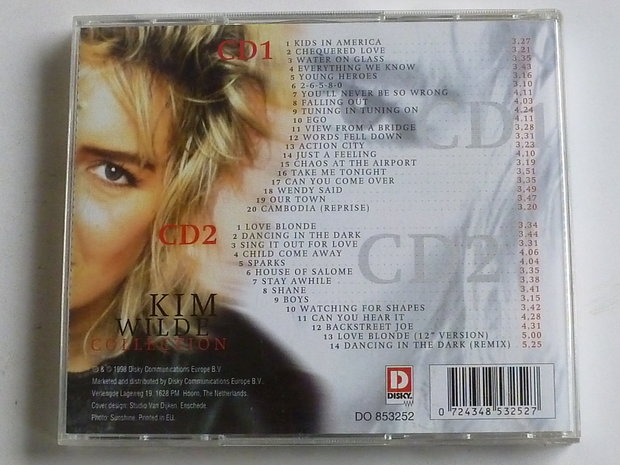 CD1
1 KIDS IN AMERICA 3.27
2 CHEQUERED LOVE 3.21
3 WATER ON GLASS 3.35
4 EVERYTHING WE KNOW 3.43
5 YOUNG HEROES 3.16
6 2-6-5-8-0 3.10
7 YOU'LL NEVER BE SO WRONG 4.11
8 FALLING OUT 4.03
9 TUNING IN TUNING ON 4.24
10 EGO 4.11
11 VIEW FROM A BRIDGE 3.28
12 WORDS FELL DOWN 3.31
13 ACTION CITY 3.23
14 JUST A FEELING 4.10
15 CHAOS AT THE AIRPORT 3.19
16 TAKE ME TONIGHT 3.51
17 CAN YOU COME OVER 3.35
18 WENDY SAID 3.49
19 OUR TOWN 3.47
20 CAMBODIA (REPRISE) 3.20
CD
CD2
1 LOVE BLONDE 3.34
2 DANCING IN THE DARK 3.44
3 SING IT OUT FOR LOVE 3.31
4 CHILD COME AWAY 4.06
5 SPARKS 4.04
6 HOUSE OF SALOME 3.35
7 STAY AWHILE 3.38
8 SHANE 3.41
9 BOYS 3.15
10 WATCHING FOR SHAPES 3.42
11 CAN YOU HEAR IT 4.28
12 BACKSTREET JOE 4.31
13 LOVE BLONDE (12" VERSION) 5.00
14 DANCING IN THE DARK (REMIX) 5.25
CD2
KIM
WILDE
COLLECTION
℗ & © 1998 Disky Communications Europe B.V
Marketed and distributed by Disky Communications Europe B.V.
Verlengde Lageweg 19. 1628 PM Hoorn, The Netherlands.
Cover design: Studio Van Dijken, Enschede
Photo: Sunshine. Printed in EU.
D
DISKY
DO 853252
0 724348 532527